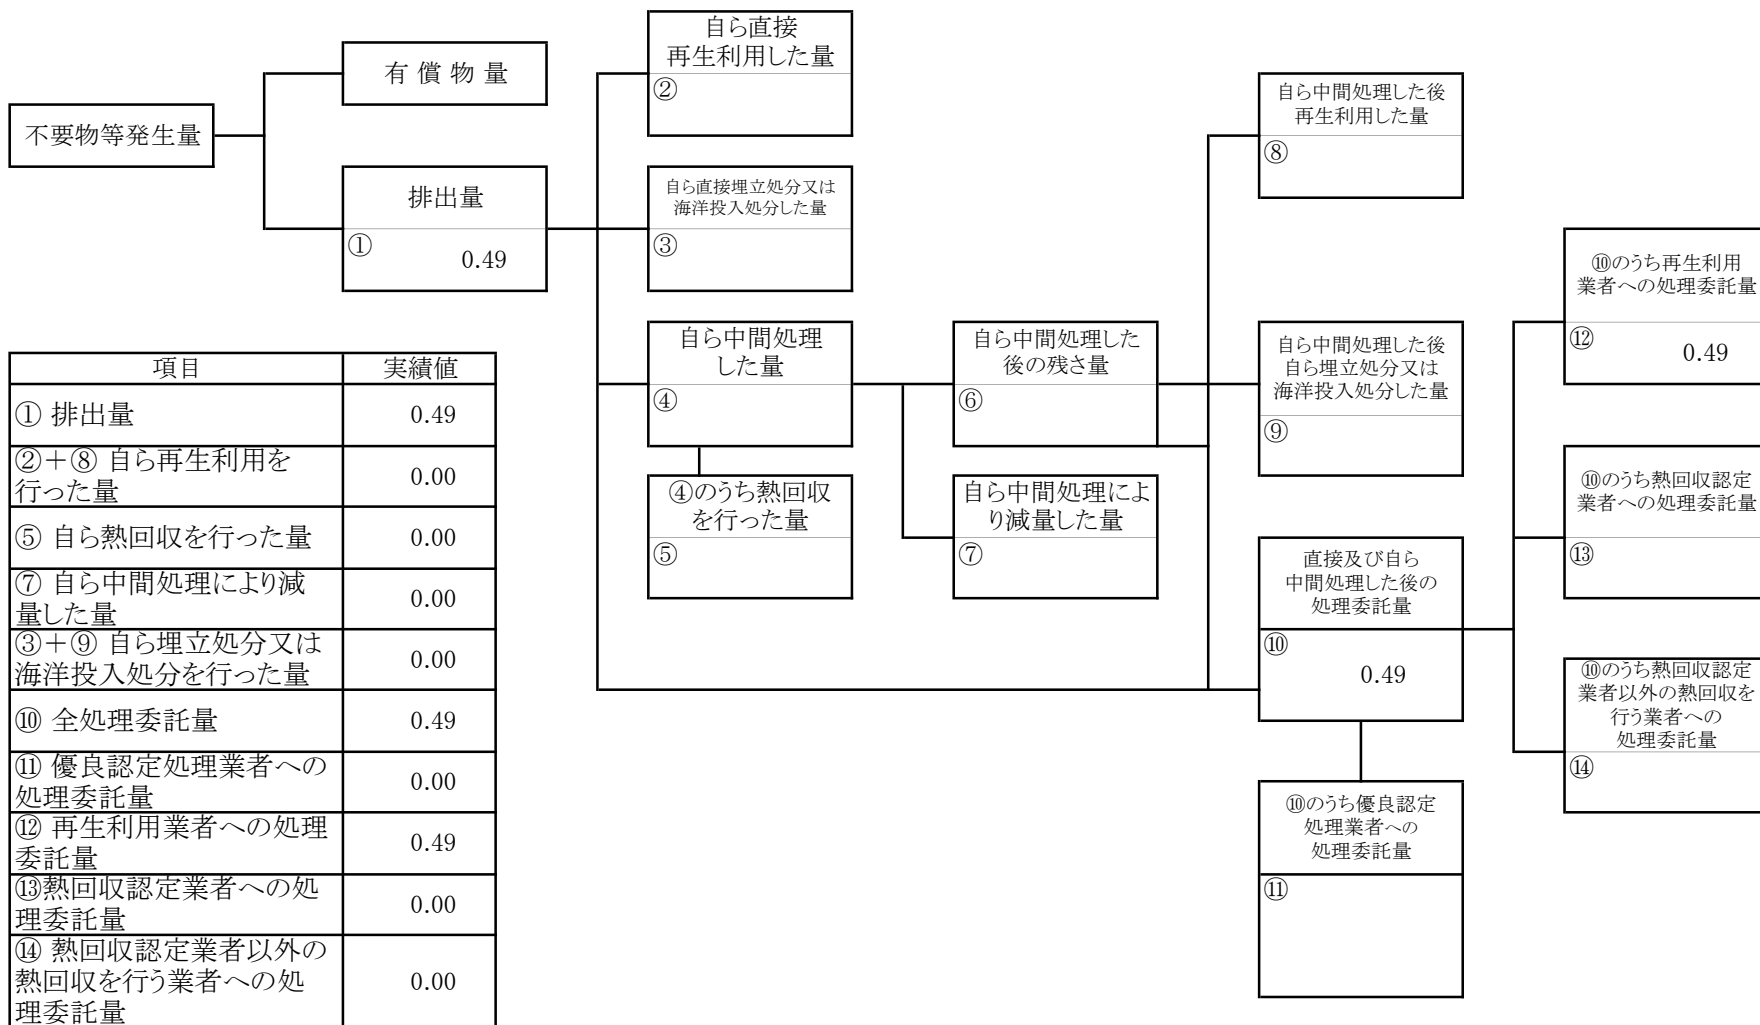 不要物等発生量
有 償 物 量
排出量
①
0.49
自ら直接
再生利用した量
②
自ら直接埋立処分又は
海洋投入処分した量
③
自ら中間処理
した量
④
④のうち熱回収
を行った量
⑤
自ら中間処理した
後の残さ量
⑥
自ら中間処理によ
り減量した量
⑦
自ら中間処理した後
再生利用した量
⑧
自ら中間処理した後
自ら埋立処分又は
海洋投入処分した量
⑨
直接及び自ら
中間処理した後の
処理委託量
⑩
0.49
⑩のうち優良認定
処理業者への
処理委託量
⑪
⑩のうち再生利用
業者への処理委託量
⑫
0.49
⑩のうち熱回収認定
業者への処理委託量
⑬
⑩のうち熱回収認定
業者以外の熱回収を
行う業者への
処理委託量
⑭
項目 実績値
① 排出量 0.49
②＋⑧ 自ら再生利用を
行った量 0.00
⑤ 自ら熱回収を行った量 0.00
⑦ 自ら中間処理により減
量した量 0.00
③＋⑨ 自ら埋立処分又は
海洋投入処分を行った量 0.00
⑩ 全処理委託量 0.49
⑪ 優良認定処理業者への
処理委託量 0.00
⑫ 再生利用業者への処理
委託量 0.49
⑬熱回収認定業者への処
理委託量 0.00
⑭ 熱回収認定業者以外の
熱回収を行う業者への処
理委託量 0.00